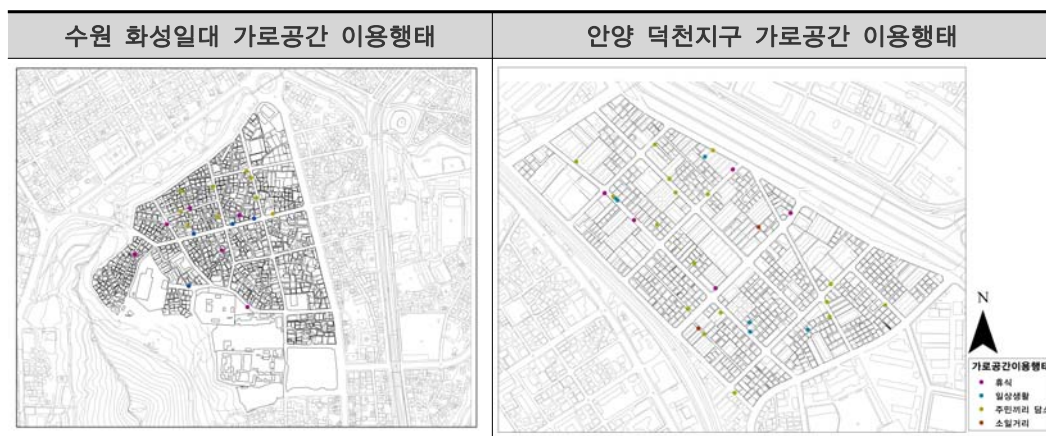 수원 화성일대 가로공간 이용행태
안양 덕천지구 가로공간 이용행태
N
가로공간이용행태
휴식
일상생활
주민끼리 담소
소일거리